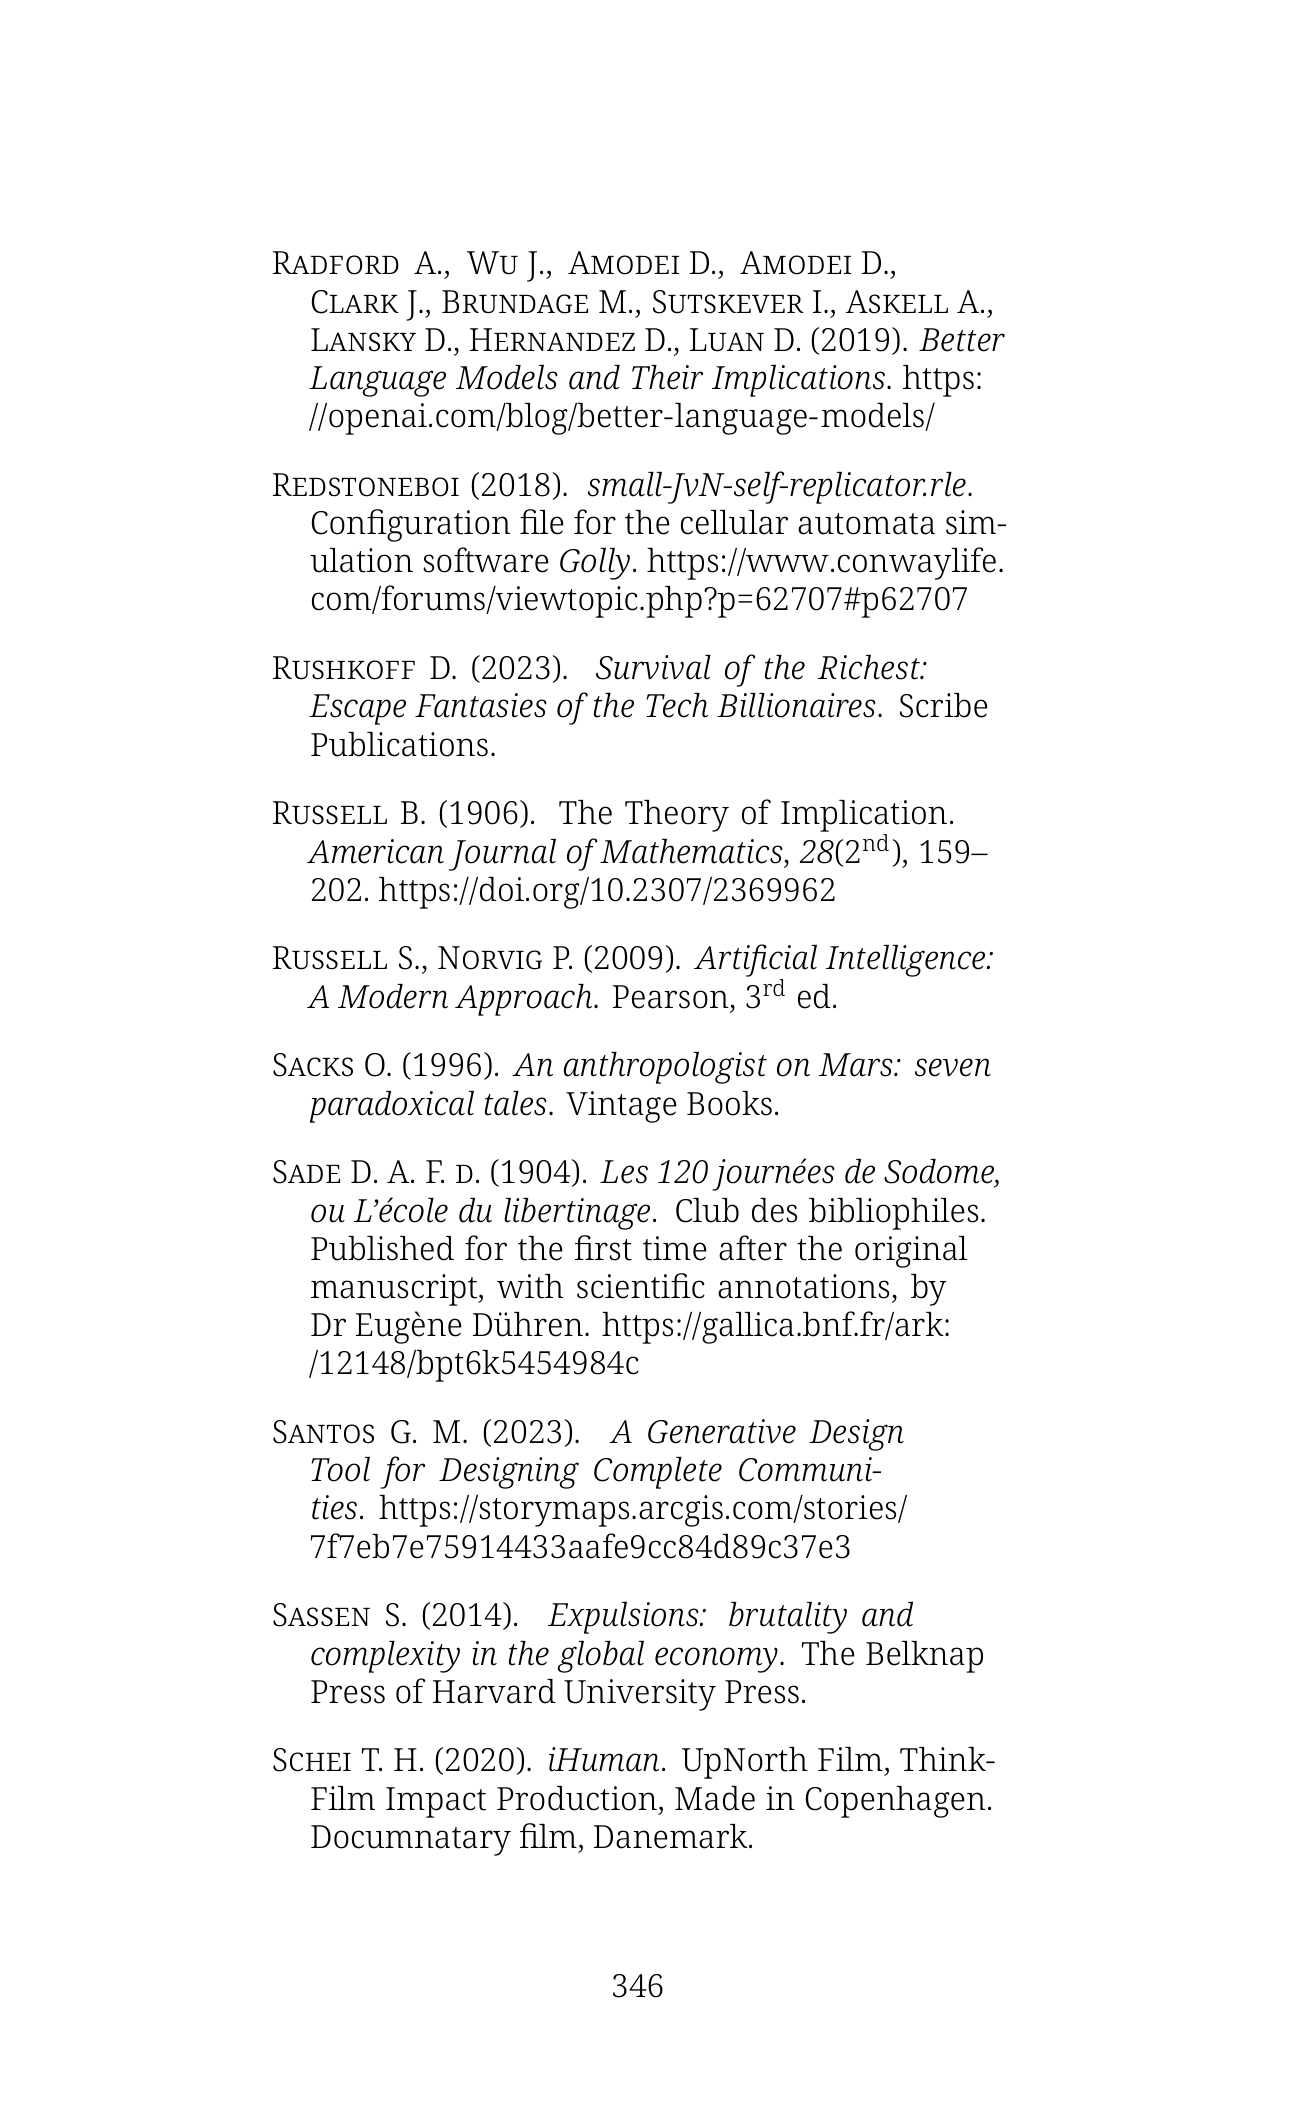 RADFORD A., WU J., AMODEI D., AMODEI D.,
CLARK J., BRUNDAGE M., SUTSKEVER I., ASKELL A.,
LANSKY D., HERNANDEZ D., LUAN D. (2019). Better
Language Models and Their Implications. https:
//openai.com/blog/better-language-models/
REDSTONEBOI (2018). small-JvN-self-replicator.rle.
Configuration file for the cellular automata sim-
ulation software Golly. https://www.conwaylife.
com/forums/viewtopic.php?p=62707#p62707
RUSHKOFF D. (2023). Survival of the Richest:
Escape Fantasies of the Tech Billionaires. Scribe
Publications.
RUSSELL B. (1906). The Theory of Implication.
American Journal of Mathematics, 28(2nd), 159–
202. https://doi.org/10.2307/2369962
RUSSELL S., NORVIG P. (2009). Artificial Intelligence:
A Modern Approach. Pearson, 3rd ed.
SACKS O. (1996). An anthropologist on Mars: seven
paradoxical tales. Vintage Books.
SADE D. A. F. D. (1904). Les 120 journées de Sodome,
ou L’école du libertinage. Club des bibliophiles.
Published for the first time after the original
manuscript, with scientific annotations, by
Dr Eugène Dühren. https://gallica.bnf.fr/ark:
/12148/bpt6k5454984c
SANTOS G. M. (2023). A Generative Design
Tool for Designing Complete Communi-
ties. https://storymaps.arcgis.com/stories/
7f7eb7e75914433aafe9cc84d89c37e3
SASSEN S. (2014). Expulsions: brutality and
complexity in the global economy. The Belknap
Press of Harvard University Press.
SCHEI T. H. (2020). iHuman. UpNorth Film, Think-
Film Impact Production, Made in Copenhagen.
Documnatary film, Danemark.
346